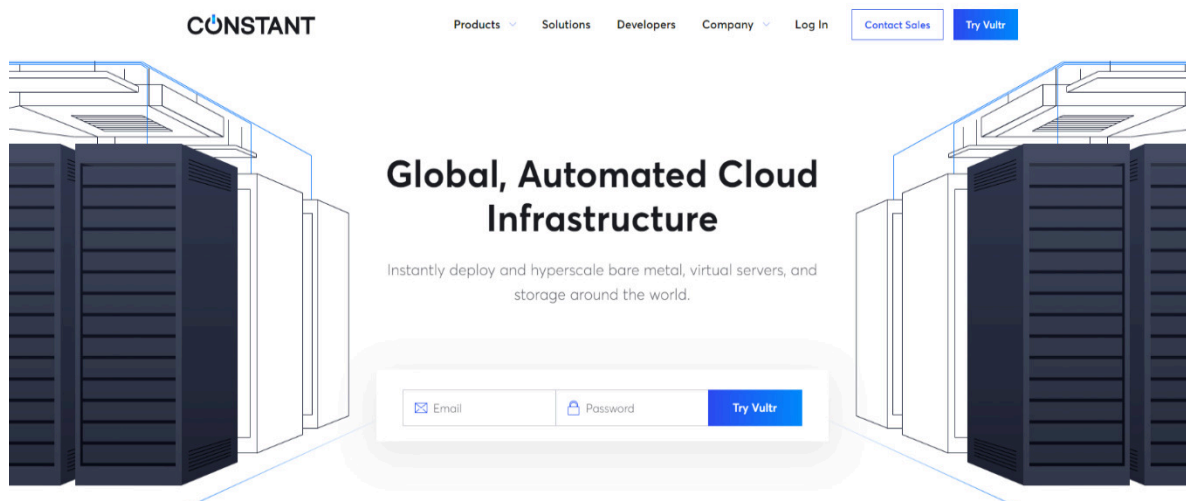 CONSTANT
Products Solutions Developers Company Log In Contact Sales Try Vultr
Global, Automated Cloud
Infrastructure
Instantly deploy and hyperscale bare metal, virtual servers, and
storage around the world.
Email Password Try Vultr